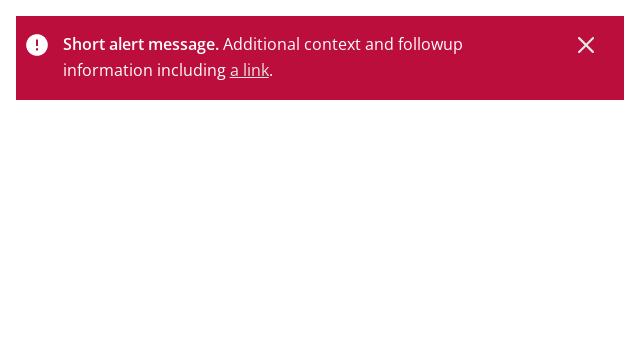 Short alert message. Additional context and followup
information including a link.